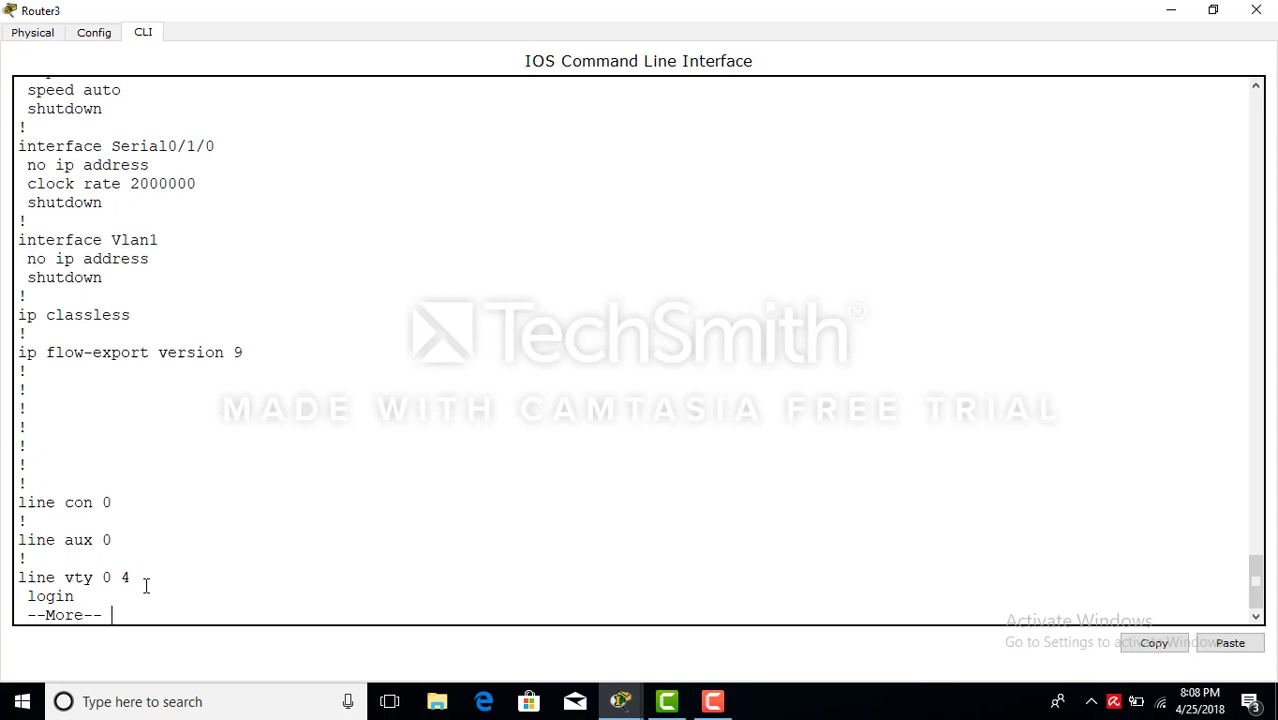 Router3
Physical Config CLI
IOS Command Line Interface
speed auto
shutdown
!
interface Serial0/1/0
no ip address
clock rate 2000000
shutdown
!
interface Vlan1
no ip address
shutdown
!
ip classless
!
ip flow-export version 9
!
!
!
!
!
!
!
line con 0
!
line aux 0
!
line vty 0 4
login
--More--
TechSmith®
MADE WITH CAMTASIA FREE TRIAL
Activate Windows
Go to Settings to activate Windows.
Copy Paste
Type here to search
8:08 PM
4/25/2018
3